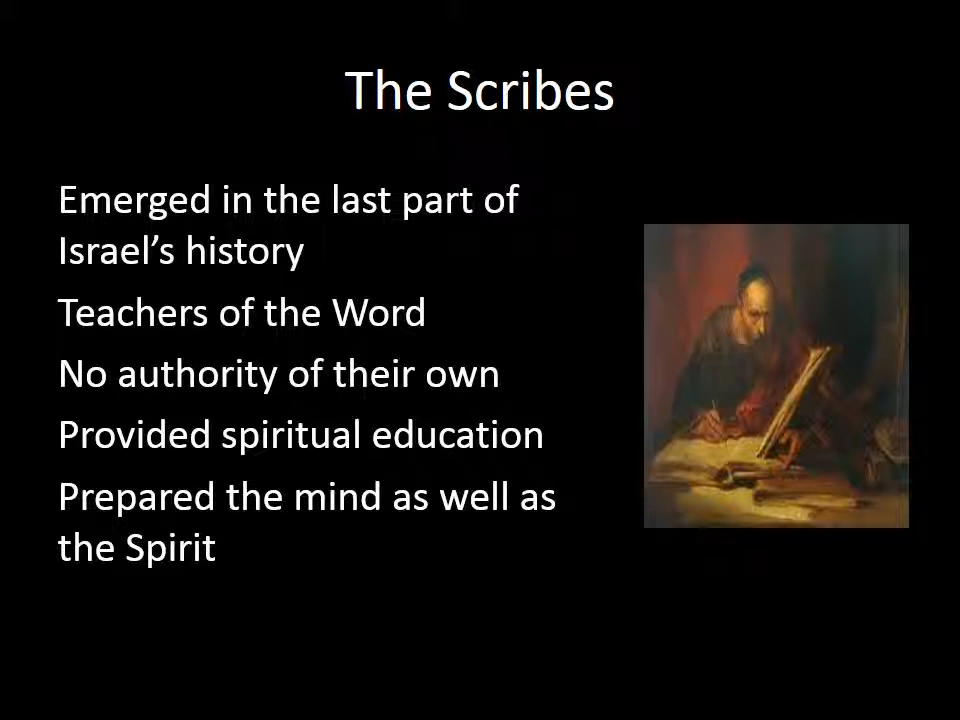 The Scribes
Emerged in the last part of
Israel’s history
Teachers of the Word
No authority of their own
Provided spiritual education
Prepared the mind as well as
the Spirit